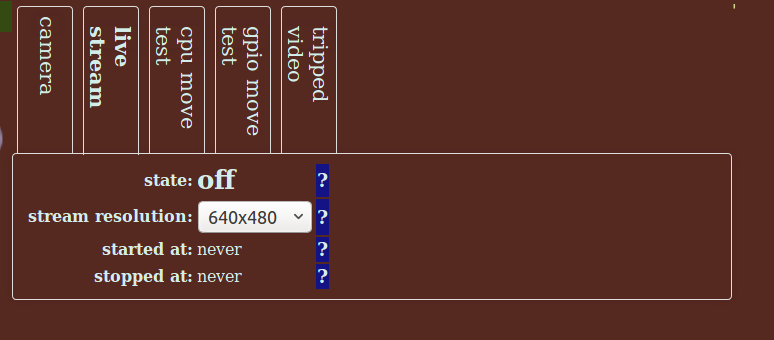 camera
live
stream
cpu move
test
gpio move
test
tripped
video
state: off ?
stream resolution: 640x480 ?
started at: never ?
stopped at: never ?